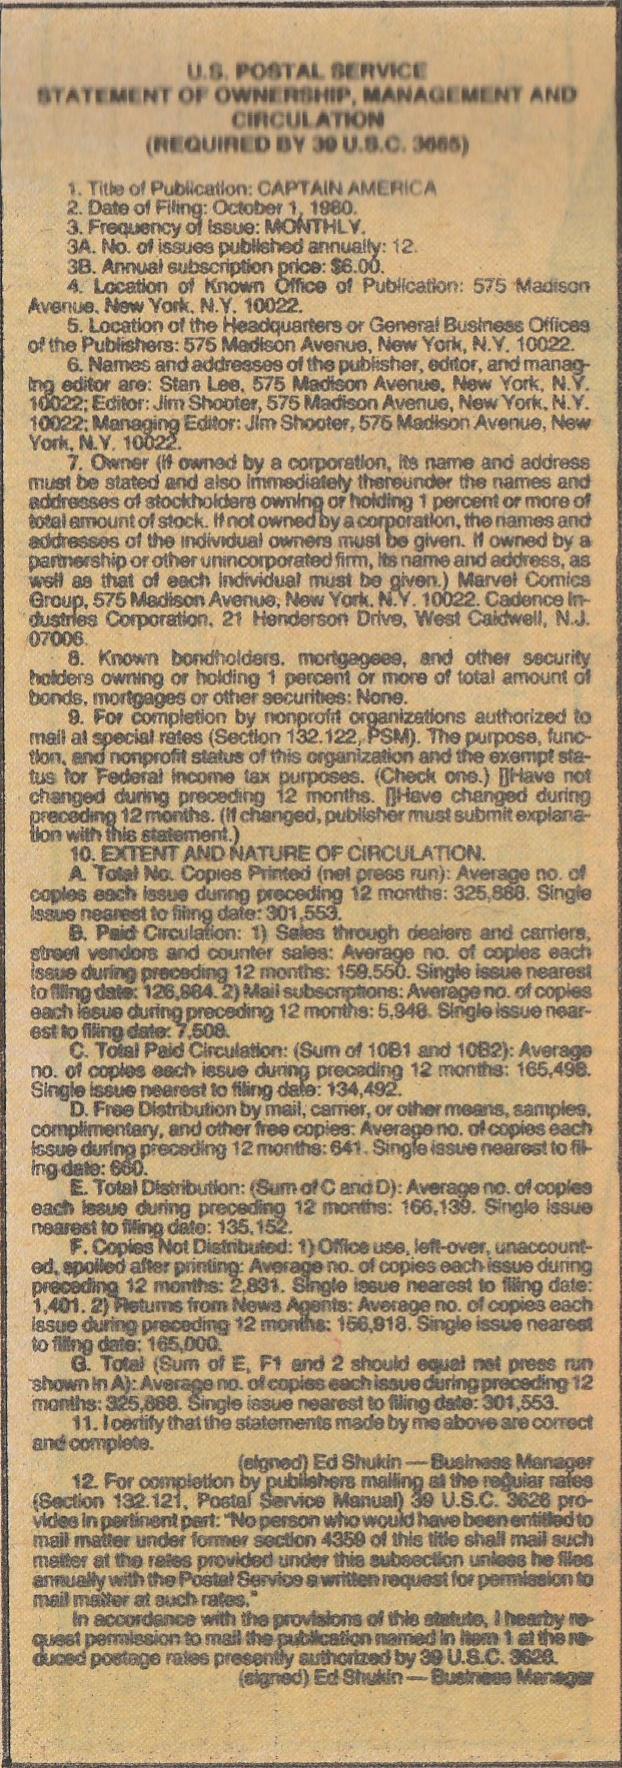 U.S. POSTAL SERVICE
STATEMENT OF OWNERSHIP, MANAGEMENT AND
CIRCULATION
(REQUIRED BY 39 U.S.C. 3685)
1. Title of Publication: CAPTAIN AMERICA
2. Date of Filing: October 1, 1980.
3. Frequency of Issue: MONTHLY.
3A. No. of issues published annually: 12.
3B. Annual subscription price: $6.00.
4. Location of Known Office of Publication: 575 Madison
Avenue, New York, N.Y. 10022.
5. Location of the Headquarters or General Business Offices
of the Publishers: 575 Madison Avenue, New York, N.Y. 10022.
6. Names and addresses of the publisher, editor, and manag-
ing editor are: Stan Lee, 575 Madison Avenue, New York, N.Y.
10022; Editor: Jim Shooter, 575 Madison Avenue, New York, N.Y.
10022; Managing Editor: Jim Shooter, 575 Madison Avenue, New
York, N.Y. 10022.
7. Owner (If owned by a corporation, its name and address
must be stated and also immediately thereunder the names and
addresses of stockholders owning or holding 1 percent or more of
total amount of stock. If not owned by a corporation, the names and
addresses of the individual owners must be given. If owned by a
partnership or other unincorporated firm, its name and address, as
well as that of each individual must be given.) Marvel Comics
Group, 575 Madison Avenue, New York, N.Y. 10022. Cadence In-
dustries Corporation, 21 Henderson Drive, West Caldwell, N.J.
07006.
8. Known bondholders, mortgagees, and other security
holders owning or holding 1 percent or more of total amount of
bonds, mortgages or other securities: None.
9. For completion by nonprofit organizations authorized to
mail at special rates (Section 132.122, PSM). The purpose, func-
tion, and nonprofit status of this organization and the exempt sta-
tus for Federal income tax purposes. (Check one.) []Have not
changed during preceding 12 months. []Have changed during
preceding 12 months. (If changed, publisher must submit explana-
tion with this statement.)
10. EXTENT AND NATURE OF CIRCULATION.
A. Total No. Copies Printed (net press run): Average no. of
copies each issue during preceding 12 months: 325,888. Single
issue nearest to filing date: 301,553.
B. Paid Circulation: 1) Sales through dealers and carriers,
street vendors and counter sales: Average no. of copies each
issue during preceding 12 months: 159,550. Single issue nearest
to filing date: 126,984. 2) Mail subscriptions: Average no. of copies
each issue during preceding 12 months: 5,948. Single issue near-
est to filing date: 7,508.
C. Total Paid Circulation: (Sum of 10B1 and 10B2): Average
no. of copies each issue during preceding 12 months: 165,498.
Single issue nearest to filing date: 134,492.
D. Free Distribution by mail, carrier, or other means, samples,
complimentary, and other free copies: Average no. of copies each
issue during preceding 12 months: 641. Single issue nearest to fil-
ing date: 660.
E. Total Distribution: (Sum of C and D): Average no. of copies
each issue during preceding 12 months: 166,139. Single issue
nearest to filing date: 135,152.
F. Copies Not Distributed: 1) Office use, left-over, unaccount-
ed, spoiled after printing: Average no. of copies each issue during
preceding 12 months: 2,831. Single issue nearest to filing date:
1,401. 2) Returns from News Agents: Average no. of copies each
issue during preceding 12 months: 156,918. Single issue nearest
to filing date: 165,000.
G. Total (Sum of E, F1 and 2 should equal net press run
shown in A): Average no. of copies each issue during preceding 12
months: 325,888. Single issue nearest to filing date: 301,553.
11. I certify that the statements made by me above are correct
and complete.
(signed) Ed Shukin — Business Manager
12. For completion by publishers mailing at the regular rates
(Section 132.121, Postal Service Manual) 39 U.S.C. 3626 pro-
vides in pertinent part: "No person who would have been entitled to
mail matter under former section 4359 of this title shall mail such
matter at the rates provided under this subsection unless he files
annually with the Postal Service a written request for permission to
mail matter at such rates."
In accordance with the provisions of this statute, I hearby re-
quest permission to mail the publication named in item 1 at the re-
duced postage rates presently authorized by 39 U.S.C. 3626.
(signed) Ed Shukin — Business Manager